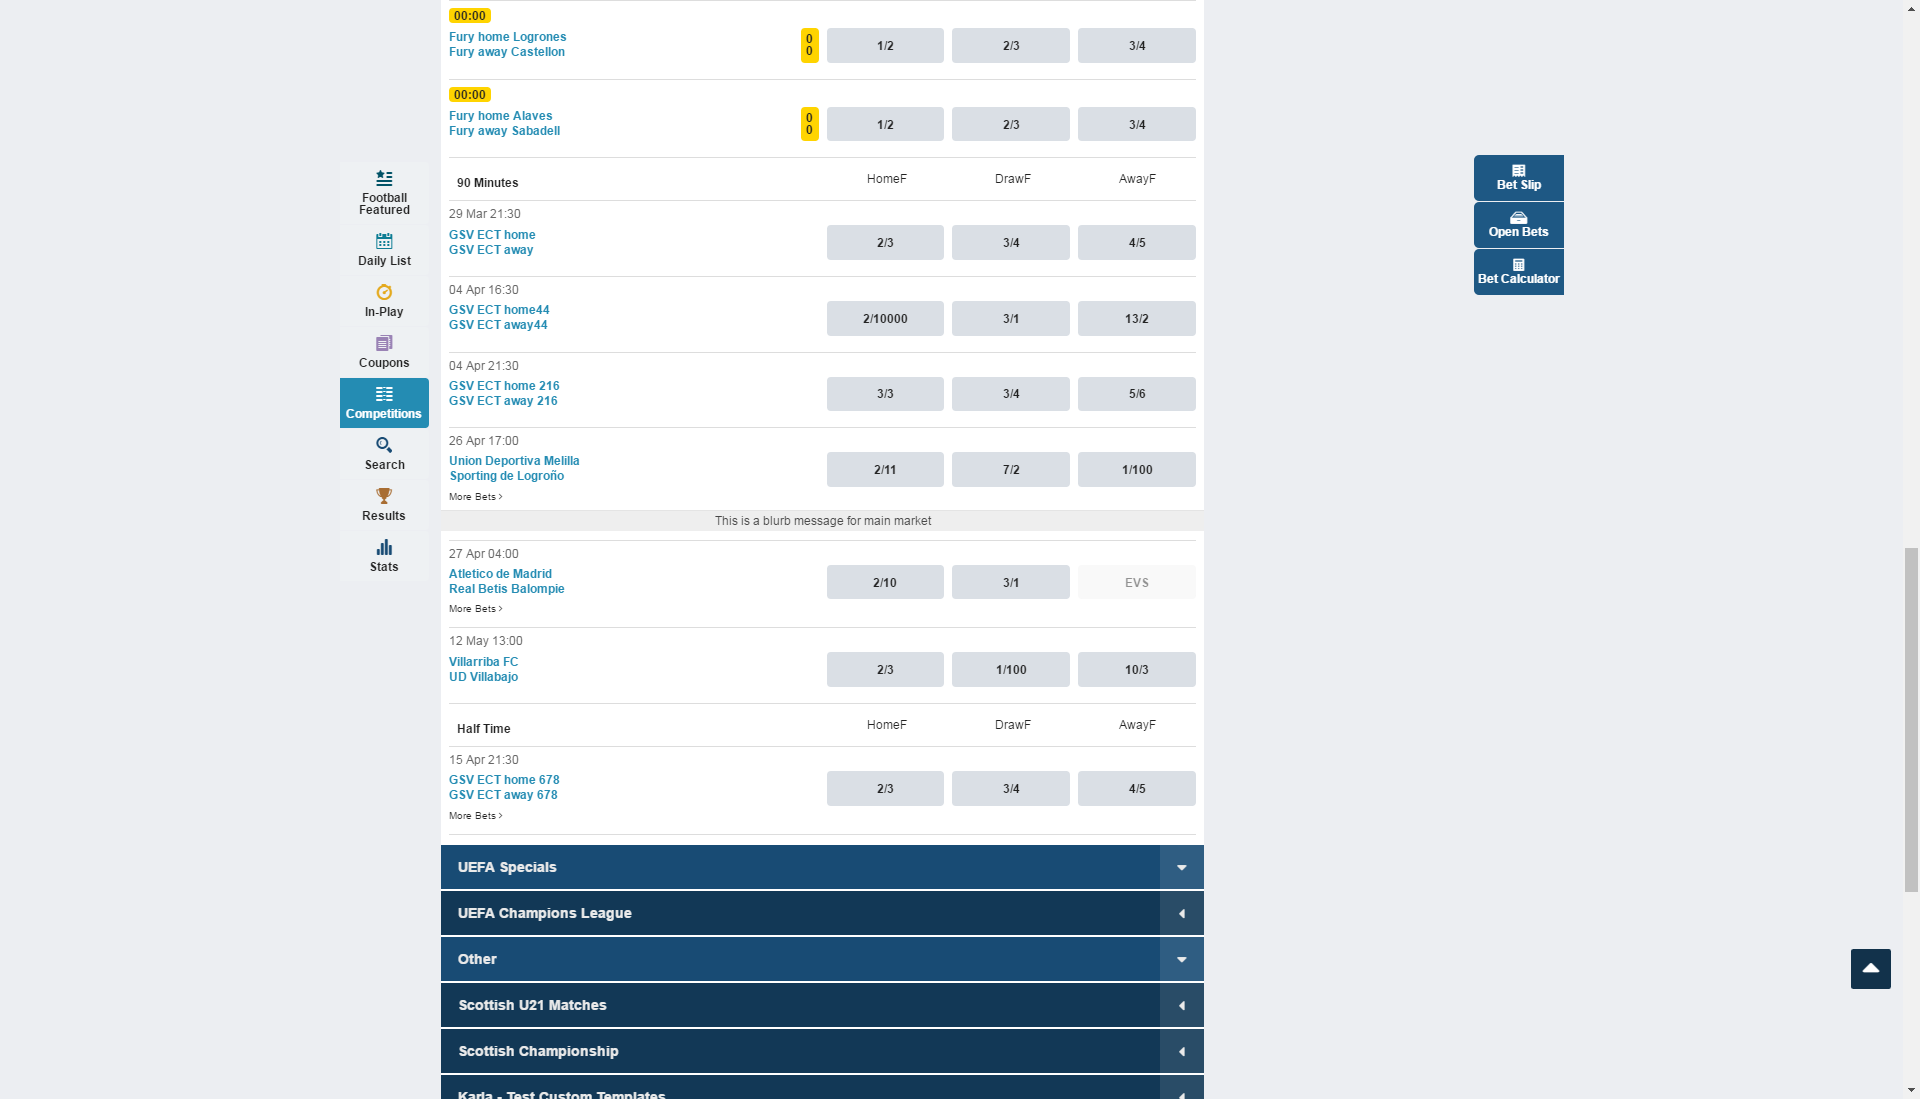 00:00
Fury home Logrones
Fury away Castellon
0
0
1/2
2/3
3/4
00:00
Fury home Alaves
Fury away Sabadell
0
0
1/2
2/3
3/4
90 Minutes
HomeF
DrawF
AwayF
29 Mar 21:30
GSV ECT home
GSV ECT away
2/3
3/4
4/5
04 Apr 16:30
GSV ECT home44
GSV ECT away44
2/10000
3/1
13/2
04 Apr 21:30
GSV ECT home 216
GSV ECT away 216
3/3
3/4
5/6
26 Apr 17:00
Union Deportiva Melilla
Sporting de Logroño
2/11
7/2
1/100
More Bets
This is a blurb message for main market
27 Apr 04:00
Atletico de Madrid
Real Betis Balompie
2/10
3/1
EVS
More Bets
12 May 13:00
Villarriba FC
UD Villabajo
2/3
1/100
10/3
Half Time
HomeF
DrawF
AwayF
15 Apr 21:30
GSV ECT home 678
GSV ECT away 678
2/3
3/4
4/5
More Bets
UEFA Specials
UEFA Champions League
Other
Scottish U21 Matches
Scottish Championship
Karla - Test Custom Templates
Football
Featured
Daily List
In-Play
Coupons
Competitions
Search
Results
Stats
Bet Slip
Open Bets
Bet Calculator